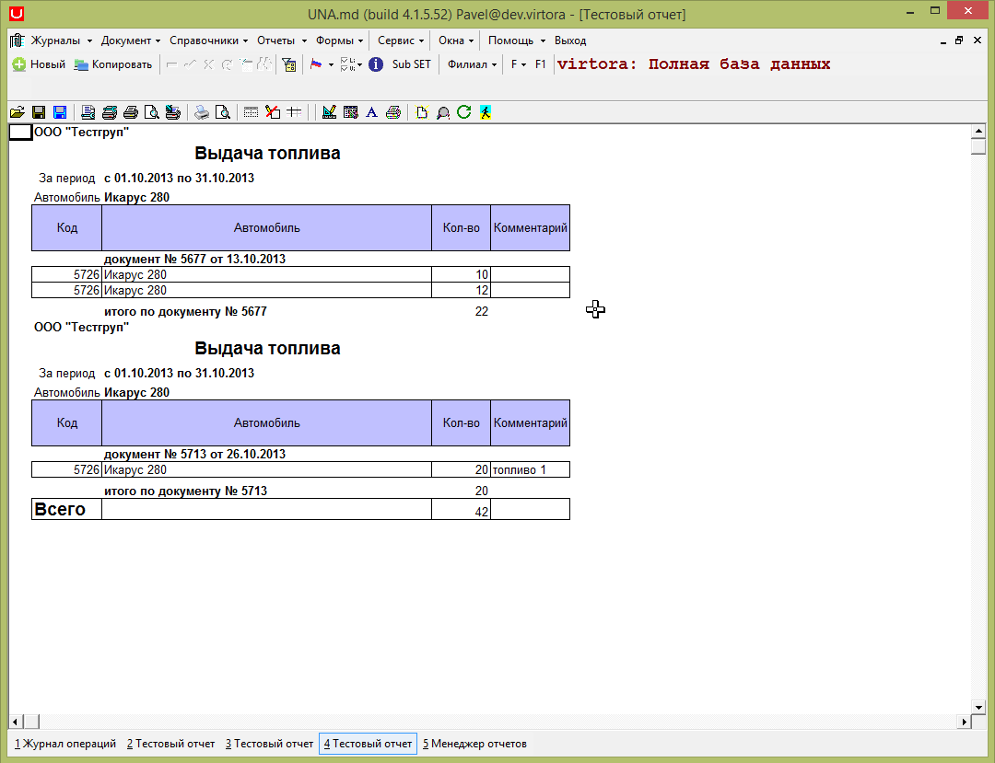 UNA.md (build 4.1.5.52) Pavel@dev.virtora - [Тестовый отчет]
Журналы Документ Справочники Отчеты Формы Сервис Окна Помощь Выход
Новый Копировать Sub SET Филиал F F1 virtora: Полная база данных
ООО "Тестгруп"
Выдача топлива
За период с 01.10.2013 по 31.10.2013
Автомобиль Икарус 280
Код Автомобиль Кол-во Комментарий
документ № 5677 от 13.10.2013
5726 Икарус 280 10
5726 Икарус 280 12
итого по документу № 5677 22
ООО "Тестгруп"
Выдача топлива
За период с 01.10.2013 по 31.10.2013
Автомобиль Икарус 280
Код Автомобиль Кол-во Комментарий
документ № 5713 от 26.10.2013
5726 Икарус 280 20 топливо 1
итого по документу № 5713 20
Всего 42
1 Журнал операций 2 Тестовый отчет 3 Тестовый отчет 4 Тестовый отчет 5 Менеджер отчетов